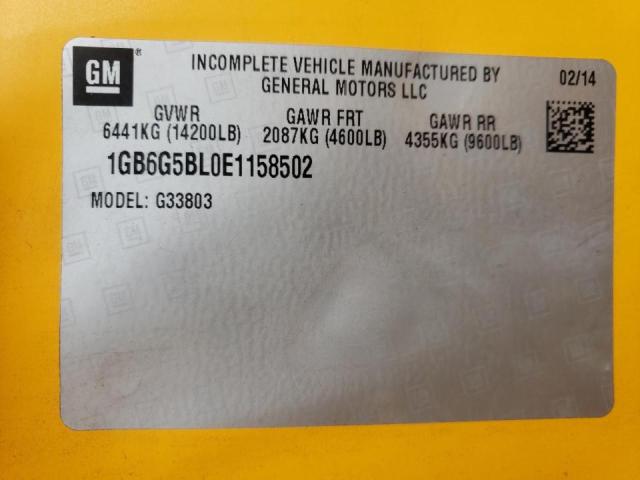 GM
INCOMPLETE VEHICLE MANUFACTURED BY
GENERAL MOTORS LLC
02/14
GVWR GAWR FRT GAWR RR
6441KG (14200LB) 2087KG (4600LB) 4355KG (9600LB)
1GB6G5BL0E1158502
MODEL: G33803